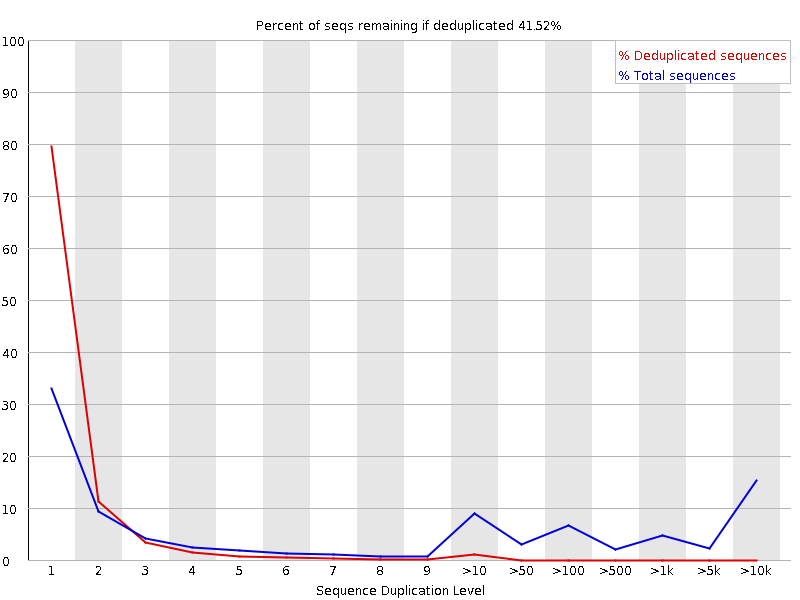 Percent of seqs remaining if deduplicated 41.52%
% Deduplicated sequences
% Total sequences
100
90
80
70
60
50
40
30
20
10
0
1 2 3 4 5 6 7 8 9 >10 >50 >100 >500 >1k >5k >10k
Sequence Duplication Level